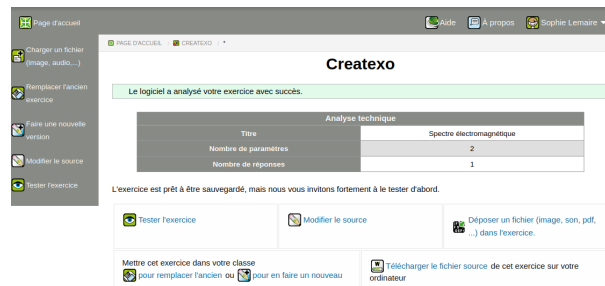 Page d'accueil
Aide
À propos
Sophie Lemaire
Charger un fichier
(image, audio,...)
Remplacer l'ancien
exercice
Faire une nouvelle
version
Modifier le source
Tester l'exercice
PAGE D'ACCUEIL / CREATEXO / *
Createxo
Le logiciel a analysé votre exercice avec succès.
Analyse technique
Titre Spectre électromagnétique
Nombre de paramètres 2
Nombre de réponses 1
L'exercice est prêt à être sauvegardé, mais nous vous invitons fortement à le tester d'abord.
Tester l'exercice
Modifier le source
Déposer un fichier (image, son, pdf,
...) dans l'exercice.
Mettre cet exercice dans votre classe
pour remplacer l'ancien ou pour en faire un nouveau
Télécharger le fichier source de cet exercice sur votre
ordinateur